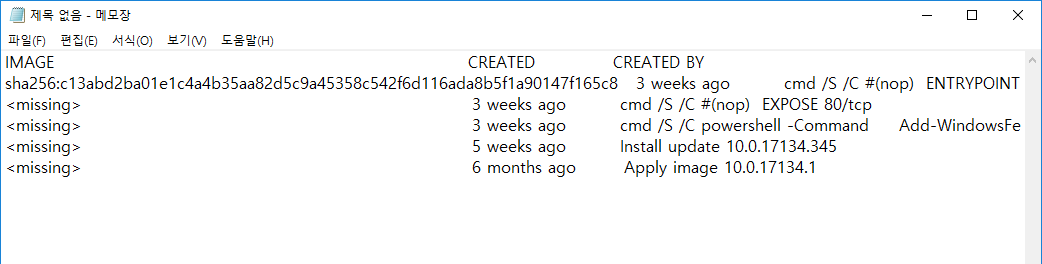 제목 없음 - 메모장
파일(F) 편집(E) 서식(O) 보기(V) 도움말(H)
IMAGE CREATED CREATED BY
sha256:c13abd2ba01e1c4a4b35aa82d5c9a45358c542f6d116ada8b5f1a90147f165c8 3 weeks ago cmd /S /C #(nop) ENTRYPOINT
<missing> 3 weeks ago cmd /S /C #(nop) EXPOSE 80/tcp
<missing> 3 weeks ago cmd /S /C powershell -Command Add-WindowsFe
<missing> 5 weeks ago Install update 10.0.17134.345
<missing> 6 months ago Apply image 10.0.17134.1